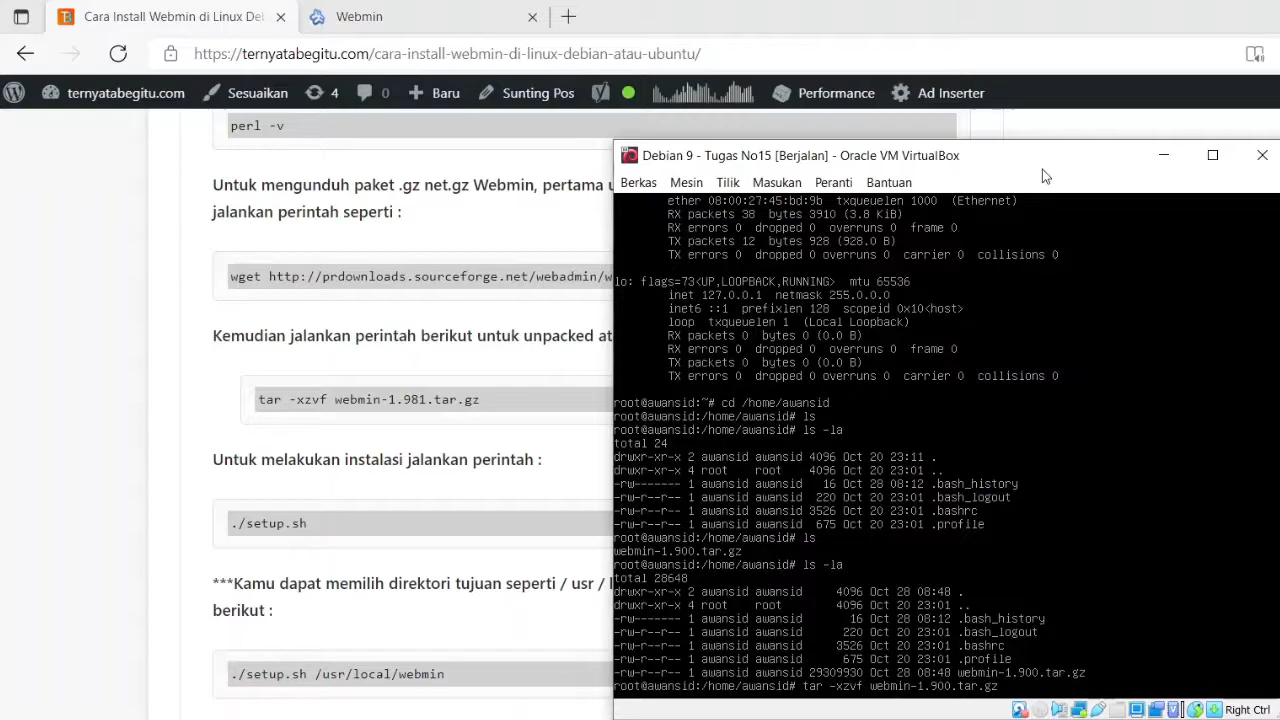 Cara Install Webmin di Linux De
Webmin
https://ternyatabegitu.com/cara-install-webmin-di-linux-debian-atau-ubuntu/
ternyatabegitu.com Sesuaikan 4 0 Baru Sunting Pos Performance Ad Inserter
perl -v
Untuk mengunduh paket .gz net.gz Webmin, pertama u
jalankan perintah seperti :
wget http://prdownloads.sourceforge.net/webadmin/w
Kemudian jalankan perintah berikut untuk unpacked at
tar -xzvf webmin-1.981.tar.gz
Untuk melakukan instalasi jalankan perintah :
./setup.sh
***Kamu dapat memilih direktori tujuan seperti / usr / l
berikut :
./setup.sh /usr/local/webmin
Debian 9 - Tugas No15 [Berjalan] - Oracle VM VirtualBox
Berkas Mesin Tilik Masukan Peranti Bantuan
ether 08:00:27:45:bd:9b txqueuelen 1000 (Ethernet)
RX packets 38 bytes 3910 (3.8 KiB)
RX errors 0 dropped 0 overruns 0 frame 0
TX packets 12 bytes 928 (928.0 B)
TX errors 0 dropped 0 overruns 0 carrier 0 collisions 0
lo: flags=73<UP,LOOPBACK,RUNNING> mtu 65536
inet 127.0.0.1 netmask 255.0.0.0
inet6 ::1 prefixlen 128 scopeid 0x10<host>
loop txqueuelen 1 (Local Loopback)
RX packets 0 bytes 0 (0.0 B)
RX errors 0 dropped 0 overruns 0 frame 0
TX packets 0 bytes 0 (0.0 B)
TX errors 0 dropped 0 overruns 0 carrier 0 collisions 0
root@awansid:~# cd /home/awansid
root@awansid:/home/awansid# ls
root@awansid:/home/awansid# ls -la
total 24
drwxr-xr-x 2 awansid awansid 4096 Oct 20 23:11 .
drwxr-xr-x 4 root root 4096 Oct 20 23:01 ..
-rw------- 1 awansid awansid 16 Oct 28 08:12 .bash_history
-rw-r--r-- 1 awansid awansid 220 Oct 20 23:01 .bash_logout
-rw-r--r-- 1 awansid awansid 3526 Oct 20 23:01 .bashrc
-rw-r--r-- 1 awansid awansid 675 Oct 20 23:01 .profile
root@awansid:/home/awansid# ls
webmin-1.900.tar.gz
root@awansid:/home/awansid# ls -la
total 28648
drwxr-xr-x 2 awansid awansid 4096 Oct 28 08:48 .
drwxr-xr-x 4 root root 4096 Oct 20 23:01 ..
-rw------- 1 awansid awansid 16 Oct 28 08:12 .bash_history
-rw-r--r-- 1 awansid awansid 220 Oct 20 23:01 .bash_logout
-rw-r--r-- 1 awansid awansid 3526 Oct 20 23:01 .bashrc
-rw-r--r-- 1 awansid awansid 675 Oct 20 23:01 .profile
-rw-r--r-- 1 awansid awansid 29309930 Oct 28 08:48 webmin-1.900.tar.gz
root@awansid:/home/awansid# tar -xzvf webmin-1.900.tar.gz
Right Ctrl